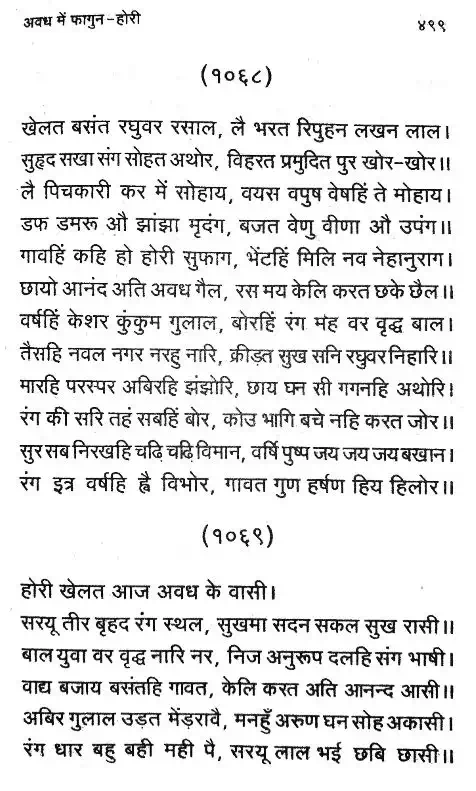 अवध में फागुन-होरी
४९९
(१०६८)
खेलत बसंत रघुवर रसाल, लै भरत रिपुहन लखन लाल।
सुहृद सखा संग सोहत अथोर, विहरत प्रमुदित पुर खोर-खोर॥
लै पिचकारी कर में सोहाय, वयस वपुष वेषहिं ते मोहाय।
डफ डमरू औ झांझा मृदंग, बजत वेणु वीणा औ उपंग॥
गावहिं कहि हो होरी सुफाग, भेंटहिं मिलि नव नेहानुराग।
छायो आनंद अति अवध गैल, रस मय केलि करत छके छैल॥
वर्षहिं केशर कुंकुम गुलाल, बोरहिं रंग मंह वर वृद्ध बाल।
तैसहि नवल नगर नरहु नारि, क्रीड़त सुख सनि रघुवर निहारि॥
मारहि परस्पर अबिरहि झंझोरि, छाय घन सी गगनहि अथोरि।
रंग की सरि तहं सबहिं बोर, कोउ भागि बचे नहि करत जोर॥
सुर सब निरखहि चढ़ि चढ़ि विमान, वर्षि पुष्प जय जय जय बखान।
रंग इत्र वर्षहि ह्वै विभोर, गावत गुण हर्षण हिय हिलोर॥
(१०६९)
होरी खेलत आज अवध के वासी।
सरयू तीर बृहद रंग स्थल, सुखमा सदन सकल सुख रासी॥
बाल युवा वर वृद्ध नारि नर, निज अनुरूप दलहि संग भाषी।
वाद्य बजाय बसंतहि गावत, केलि करत अति आनन्द आसी॥
अबिर गुलाल उड़त मेंड़रावै, मनहुँ अरुण घन सोह अकासी।
रंग धार बहु बही मही पै, सरयू लाल भई छबि छासी॥